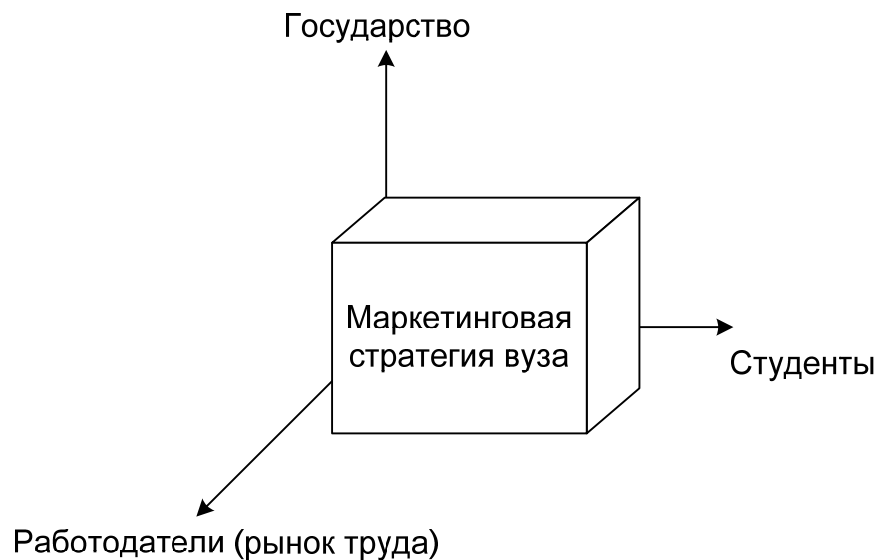 Государство
Маркетинговая
стратегия вуза
Студенты
Работодатели (рынок труда)